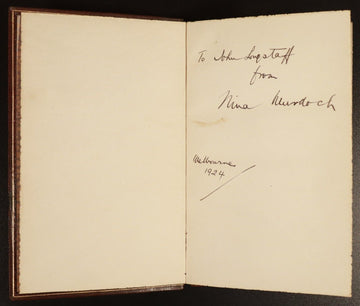 To John Longstaff
from
Nina Murdoch
Melbourne
1924